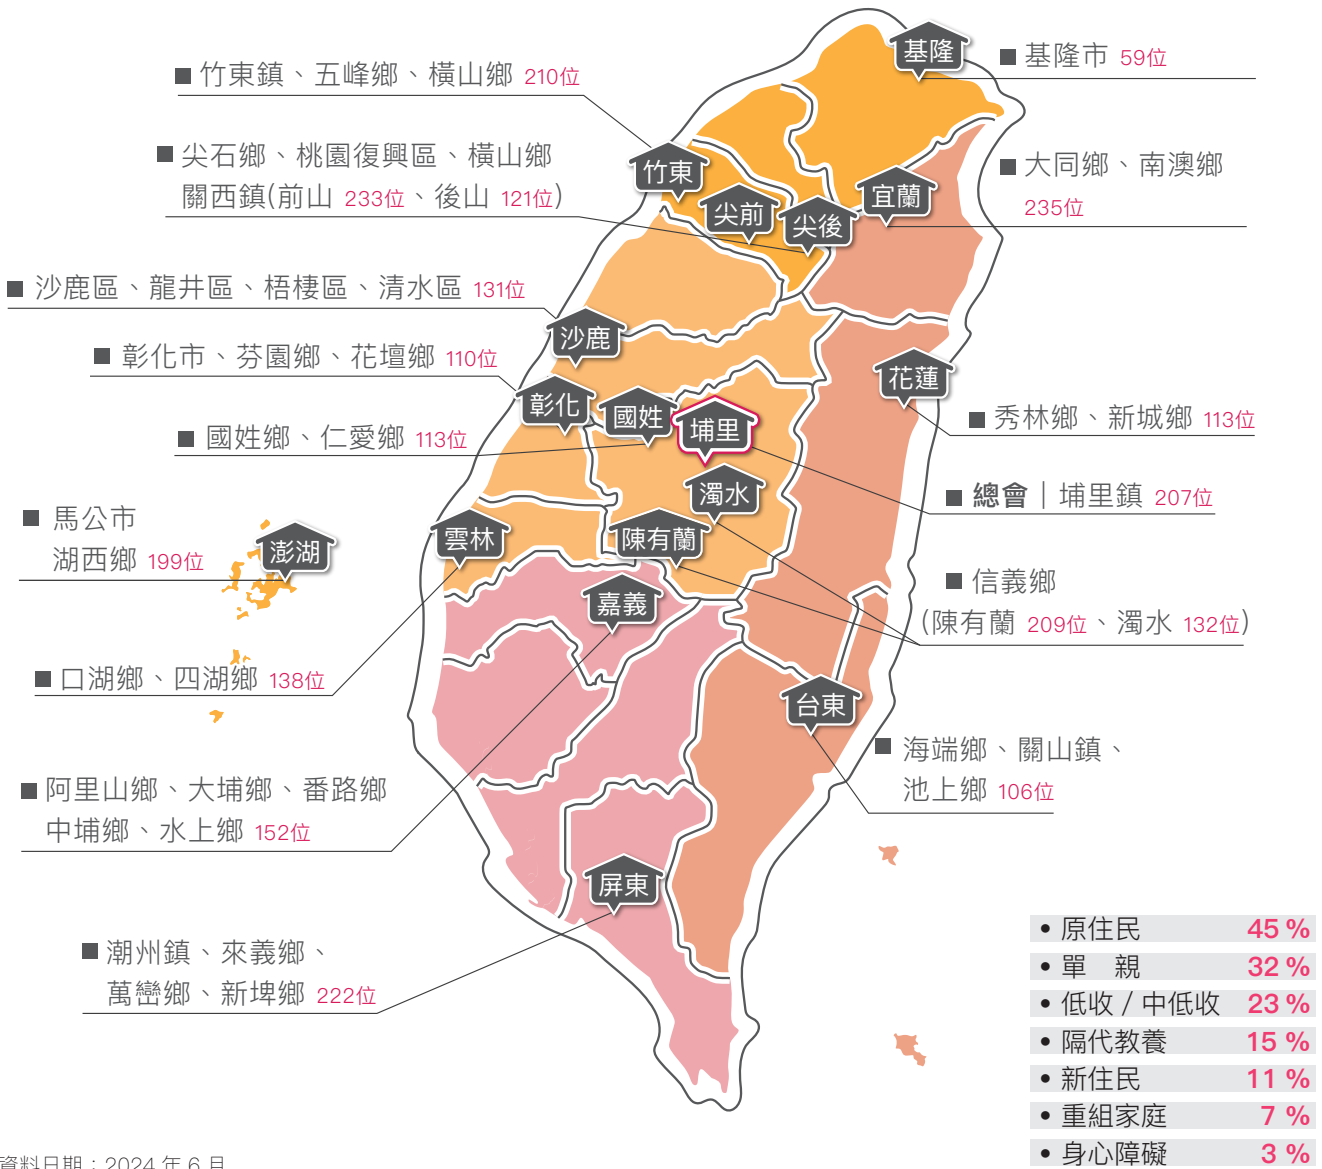 基隆
■ 基隆市 59位
■ 竹東鎮、五峰鄉、橫山鄉 210位
■ 尖石鄉、桃園復興區、橫山鄉
關西鎮(前山 233位、後山 121位)
竹東
尖前
尖後
宜蘭
■ 大同鄉、南澳鄉
235位
■ 沙鹿區、龍井區、梧棲區、清水區 131位
沙鹿
■ 彰化市、芬園鄉、花壇鄉 110位
彰化
國姓
埔里
花蓮
■ 秀林鄉、新城鄉 113位
■ 國姓鄉、仁愛鄉 113位
濁水
■ 總會｜埔里鎮 207位
■ 馬公市
湖西鄉 199位
澎湖
雲林
陳有蘭
嘉義
■ 信義鄉
(陳有蘭 209位、濁水 132位)
■ 口湖鄉、四湖鄉 138位
台東
■ 海端鄉、關山鎮、
池上鄉 106位
■ 阿里山鄉、大埔鄉、番路鄉
中埔鄉、水上鄉 152位
屏東
■ 潮州鎮、來義鄉、
萬巒鄉、新埤鄉 222位
• 原住民 45 %
• 單　親 32 %
• 低收 / 中低收 23 %
• 隔代教養 15 %
• 新住民 11 %
• 重組家庭 7 %
• 身心障礙 3 %
資料日期：2024 年 6 月